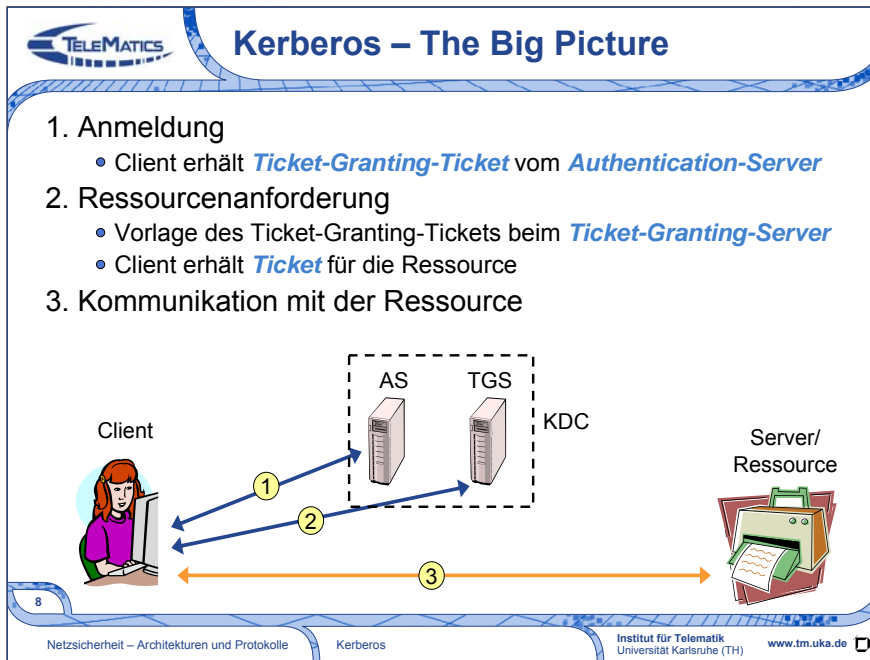 TELEMATICS
Kerberos – The Big Picture
1. Anmeldung
• Client erhält Ticket-Granting-Ticket vom Authentication-Server
2. Ressourcenanforderung
• Vorlage des Ticket-Granting-Tickets beim Ticket-Granting-Server
• Client erhält Ticket für die Ressource
3. Kommunikation mit der Ressource
AS TGS
KDC
Client
Server/
Ressource
1
2
3
8
Netzsicherheit – Architekturen und Protokolle
Kerberos
Institut für Telematik
Universität Karlsruhe (TH)
www.tm.uka.de